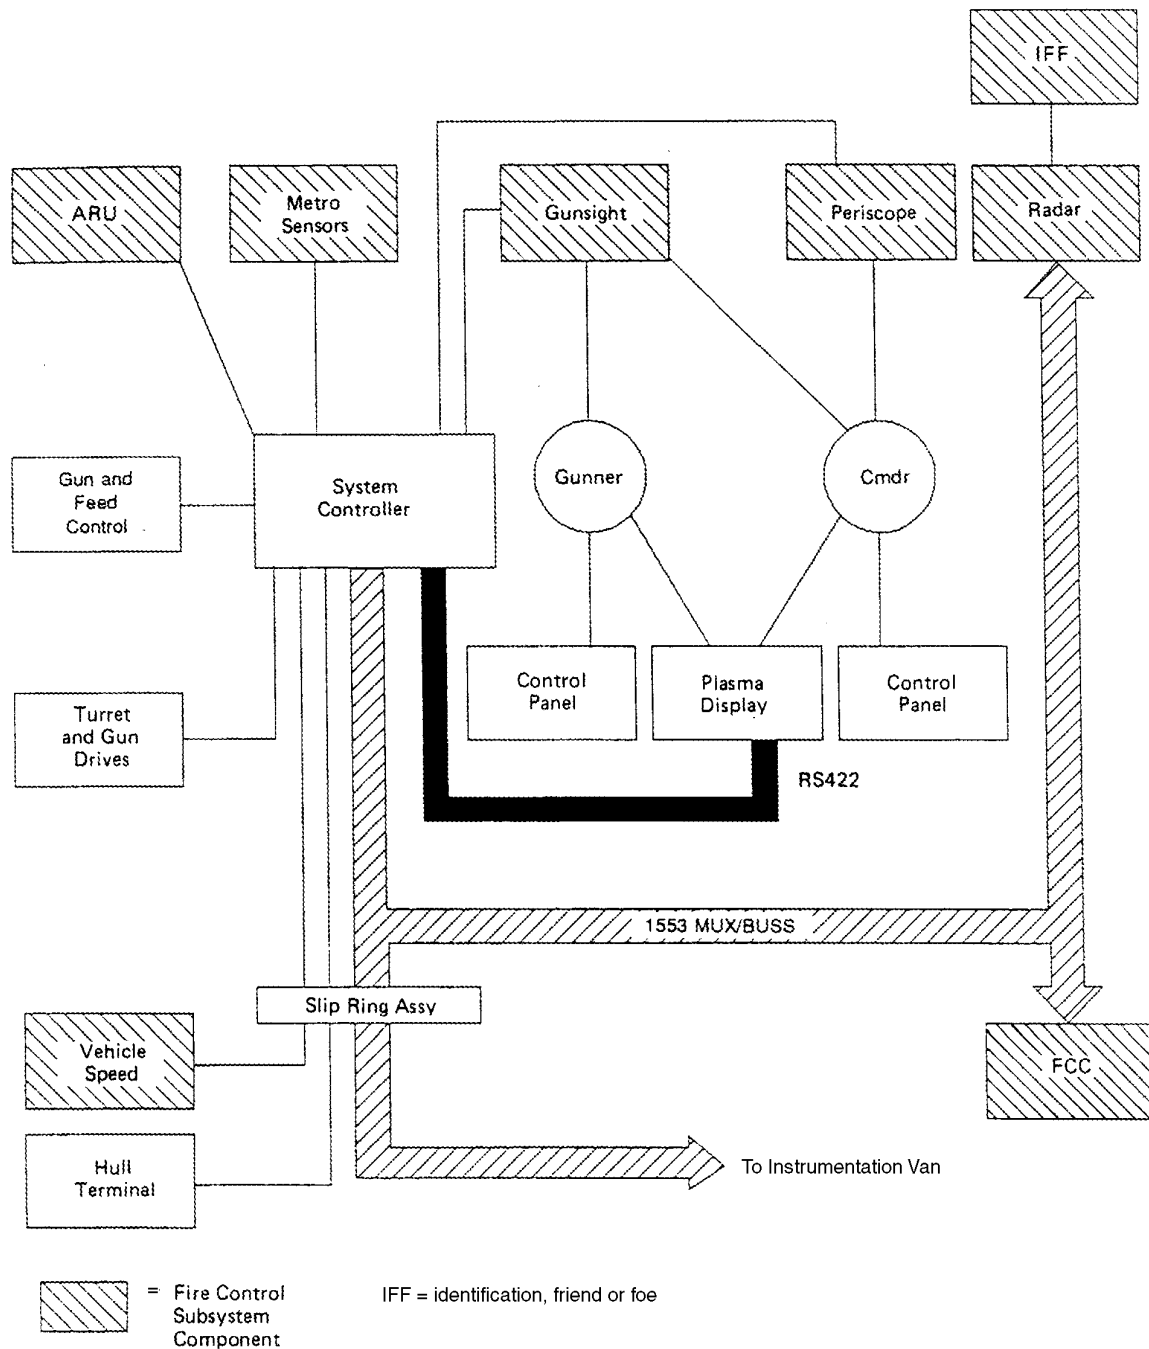 IFF
ARU
Metro
Sensors
Gunsight
Periscope
Radar
Gun and
Feed
Control
System
Controller
Gunner
Cmdr
Turret
and Gun
Drives
Control
Panel
Plasma
Display
Control
Panel
RS422
1553 MUX/BUSS
Slip Ring Assy
Vehicle
Speed
FCC
Hull
Terminal
To Instrumentation Van
= Fire Control
Subsystem
Component
IFF = identification, friend or foe